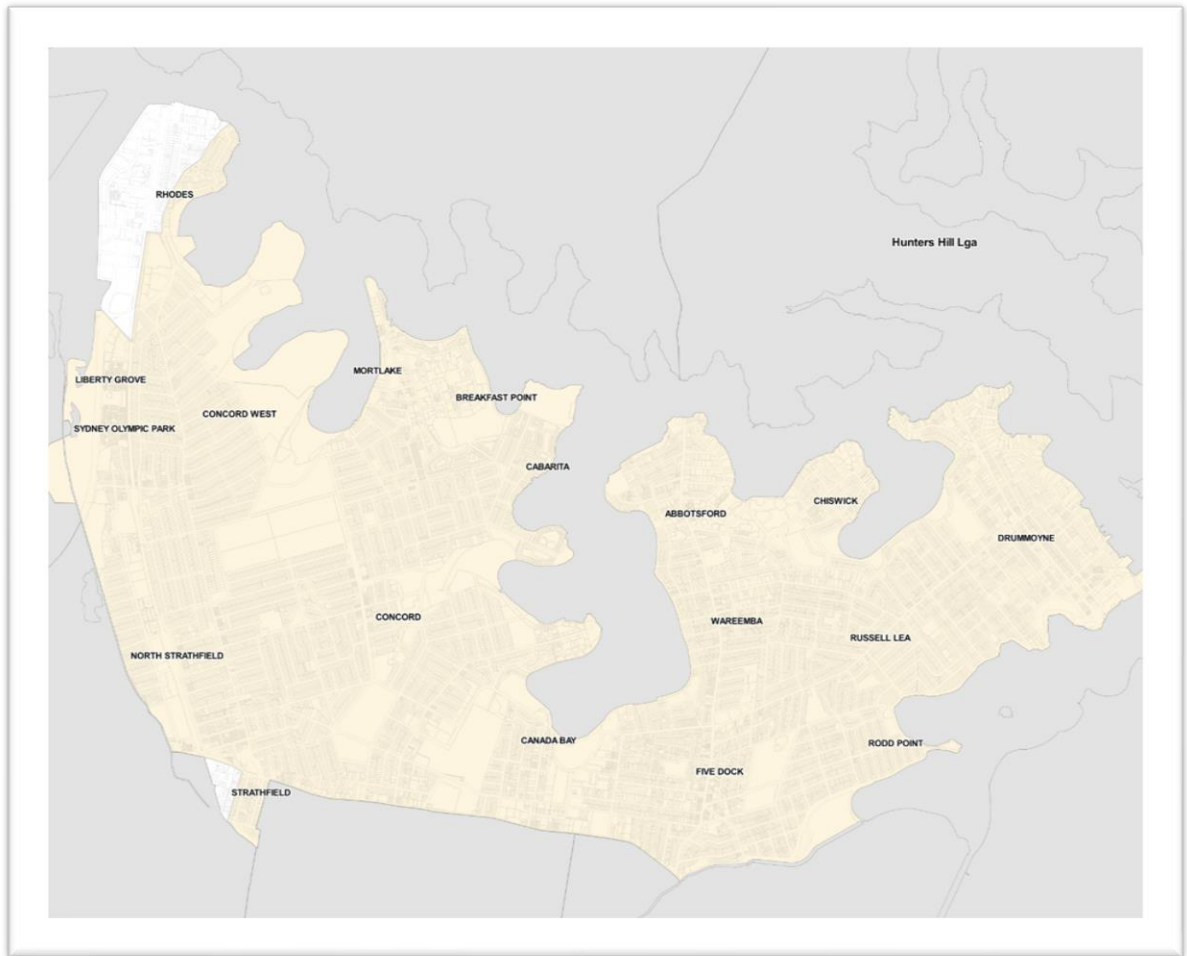 RHODES
Hunters Hill Lga
MORTLAKE
LIBERTY GROVE
BREAKFAST POINT
CONCORD WEST
SYDNEY OLYMPIC PARK
CABARITA
CHISWICK
ABBOTSFORD
DRUMMOYNE
CONCORD
WAREEMBA
RUSSELL LEA
NORTH STRATHFIELD
CANADA BAY
RODD POINT
FIVE DOCK
STRATHFIELD